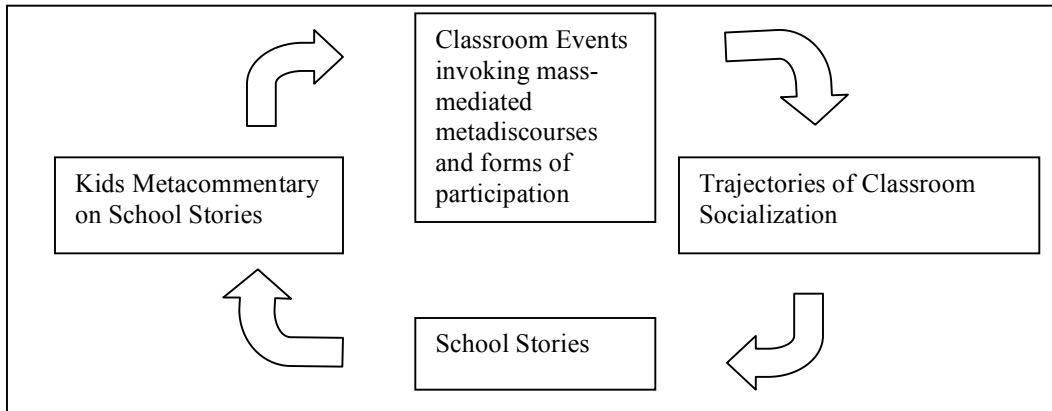 Classroom Events
invoking mass-
mediated
metadiscourses
and forms of
participation
Kids Metacommentary
on School Stories
Trajectories of Classroom
Socialization
School Stories